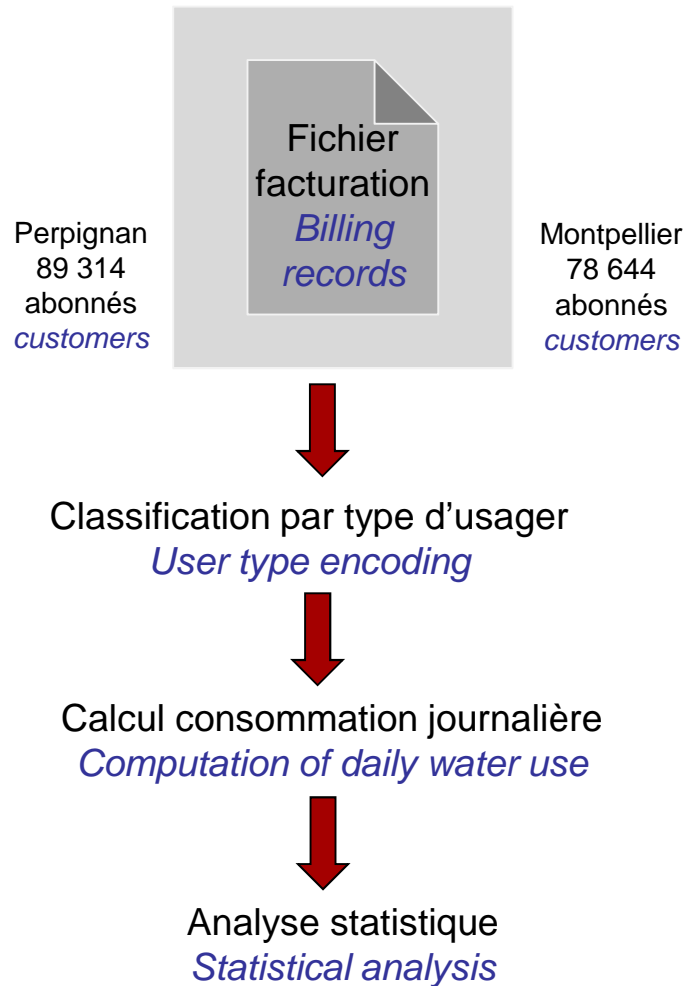 Fichier
facturation
Billing
records
Perpignan
89 314
abonnés
customers
Montpellier
78 644
abonnés
customers
Classification par type d’usager
User type encoding
Calcul consommation journalière
Computation of daily water use
Analyse statistique
Statistical analysis